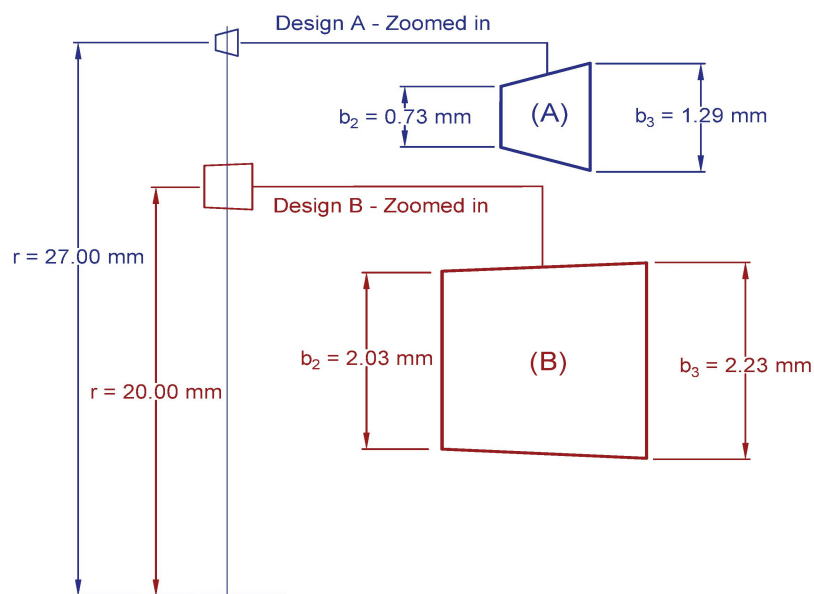 Design A - Zoomed in
b₂ = 0.73 mm
(A)
b₃ = 1.29 mm
Design B - Zoomed in
r = 27.00 mm
b₂ = 2.03 mm
(B)
b₃ = 2.23 mm
r = 20.00 mm